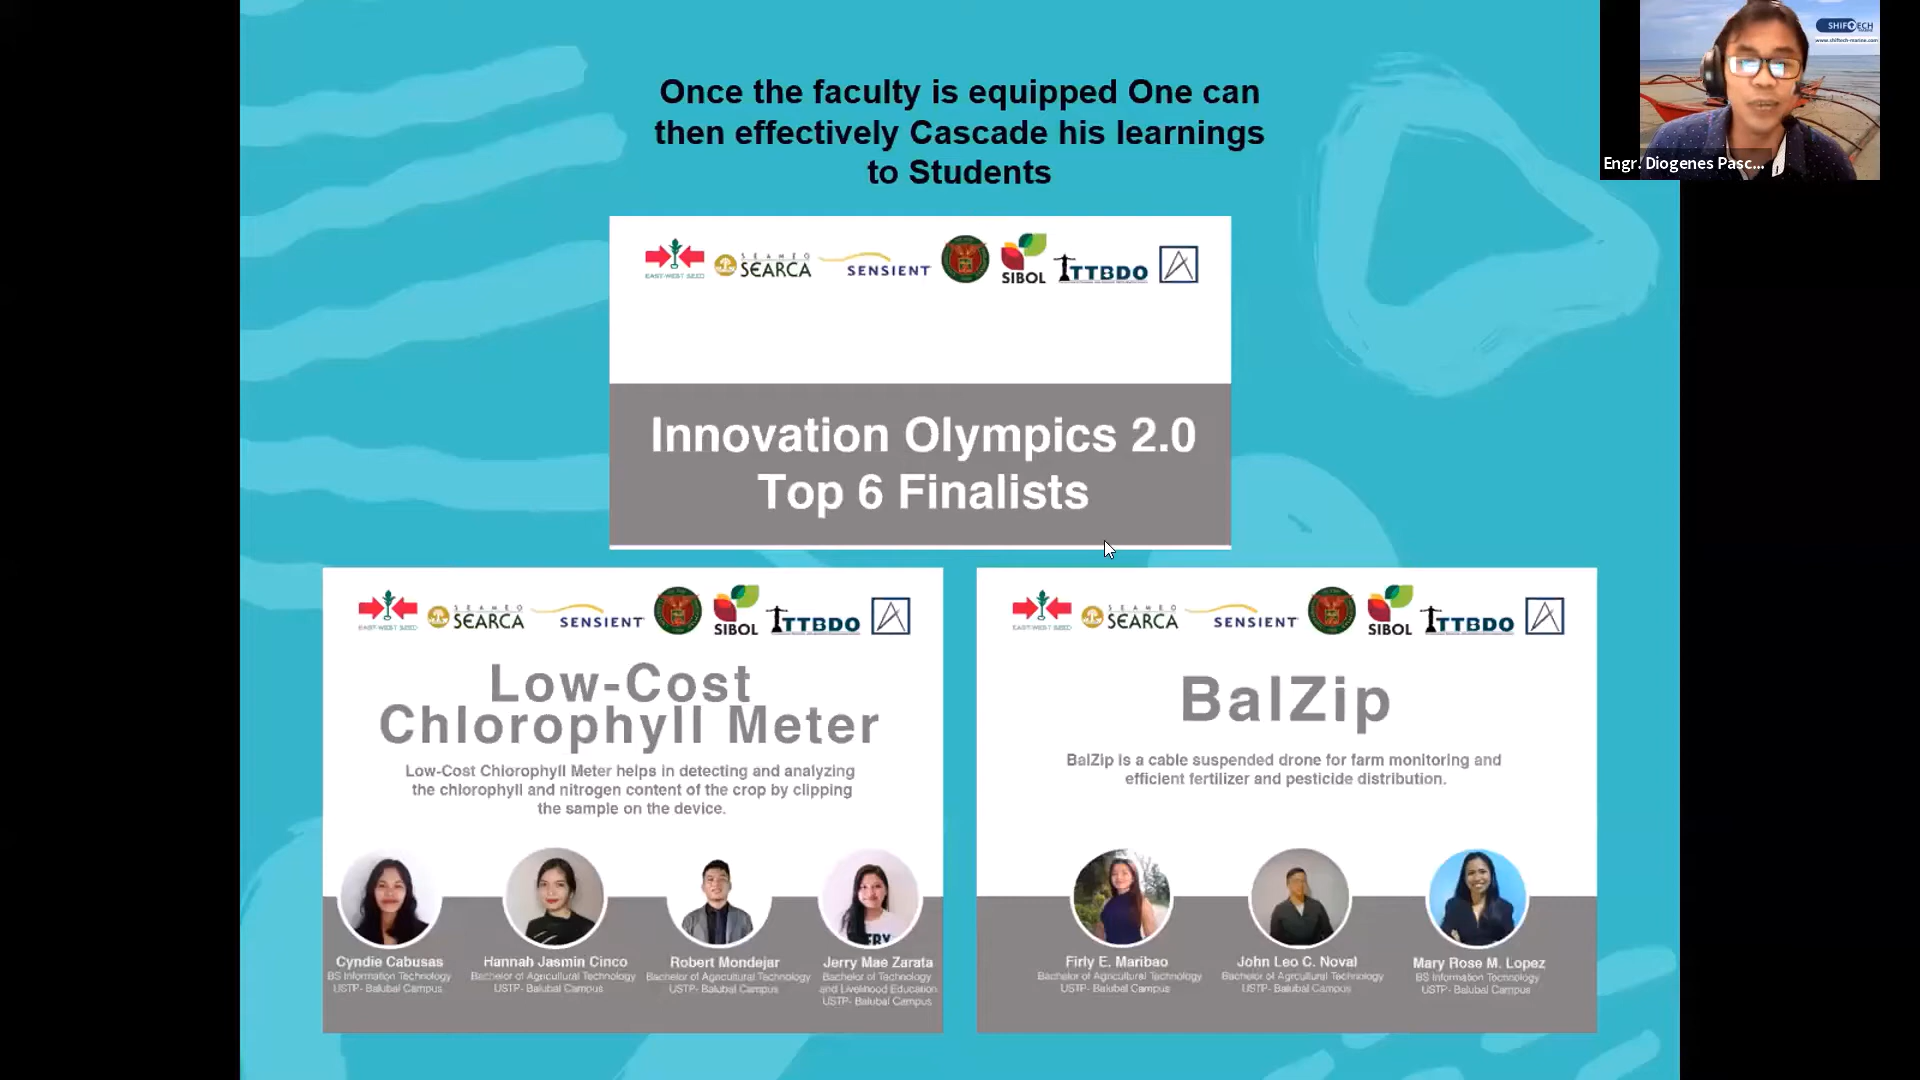 Once the faculty is equipped One can
then effectively Cascade his learnings
to Students
SHIFTECH
www.shiftech-marine.com
Engr. Diogenes Pasc...
EAST-WEST SEED
SEAMEO
SEARCA
SENSIENT
SIBOL
TTBDO
Innovation Olympics 2.0
Top 6 Finalists
EAST-WEST SEED
SEAMEO
SEARCA
SENSIENT
SIBOL
TTBDO
Low-Cost
Chlorophyll Meter
Low-Cost Chlorophyll Meter helps in detecting and analyzing
the chlorophyll and nitrogen content of the crop by clipping
the sample on the device.
Cyndie Cabusas
BS Information Technology
USTP- Balubal Campus
Hannah Jasmin Cinco
Bachelor of Agricultural Technology
USTP- Balubal Campus
Robert Mondejar
Bachelor of Agricultural Technology
USTP- Balubal Campus
Jerry Mae Zarata
Bachelor of Technology
and Livelihood Education
USTP- Balubal Campus
EAST-WEST SEED
SEAMEO
SEARCA
SENSIENT
SIBOL
TTBDO
BalZip
BalZip is a cable suspended drone for farm monitoring and
efficient fertilizer and pesticide distribution.
Firly E. Maribao
Bachelor of Agricultural Technology
USTP- Balubal Campus
John Leo C. Noval
Bachelor of Agricultural Technology
USTP- Balubal Campus
Mary Rose M. Lopez
BS Information Technology
USTP- Balubal Campus